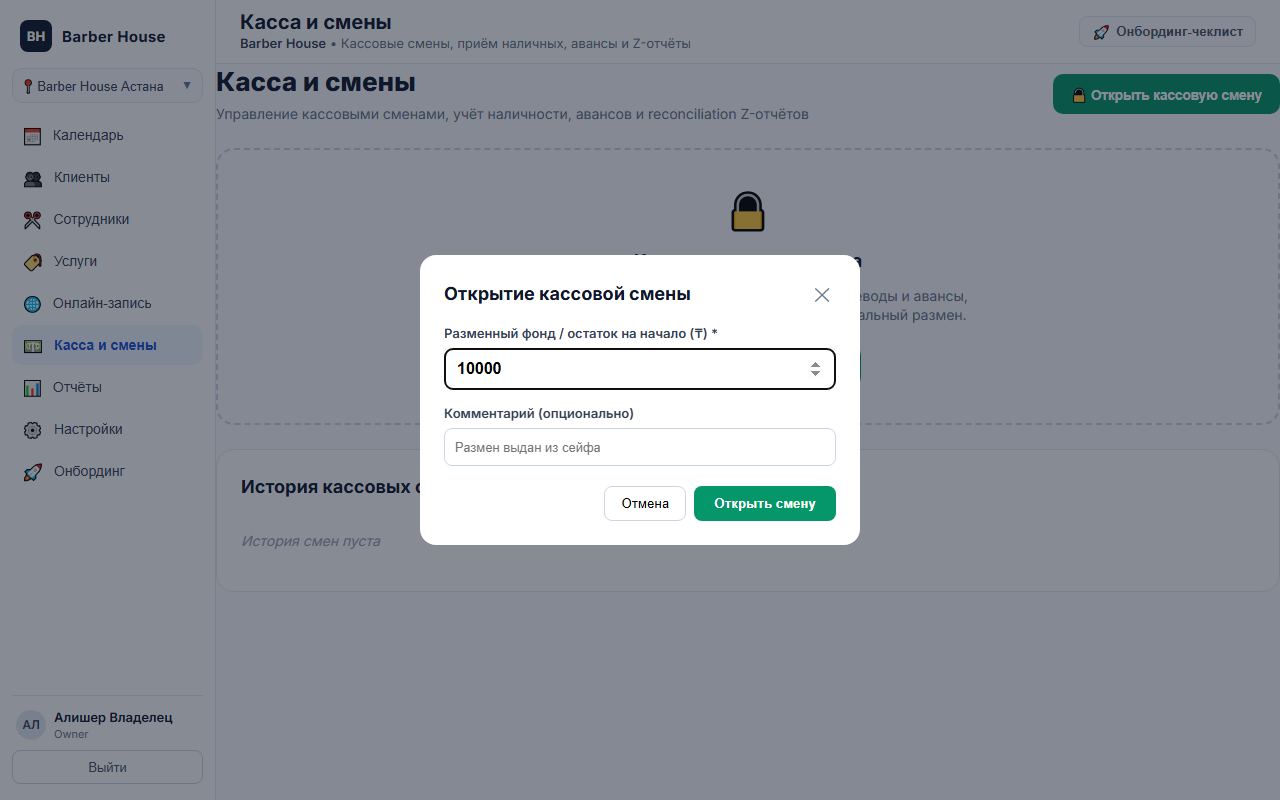 BH Barber House
Barber House Астана ▼
Календарь
Клиенты
Сотрудники
Услуги
Онлайн-запись
Касса и смены
Отчёты
Настройки
Онбординг
АЛ
Алишер Владелец
Owner
Выйти
Касса и смены
Barber House • Кассовые смены, приём наличных, авансы и Z-отчёты
Онбординг-чеклист
Касса и смены
Управление кассовыми сменами, учёт наличности, авансов и reconciliation Z-отчётов
Открыть кассовую смену
Открытие кассовой смены
Разменный фонд / остаток на начало (₸) *
10000
Комментарий (опционально)
Размен выдан из сейфа
Отмена
Открыть смену
и авансы,
размен.
История кассовых
История смен пуста